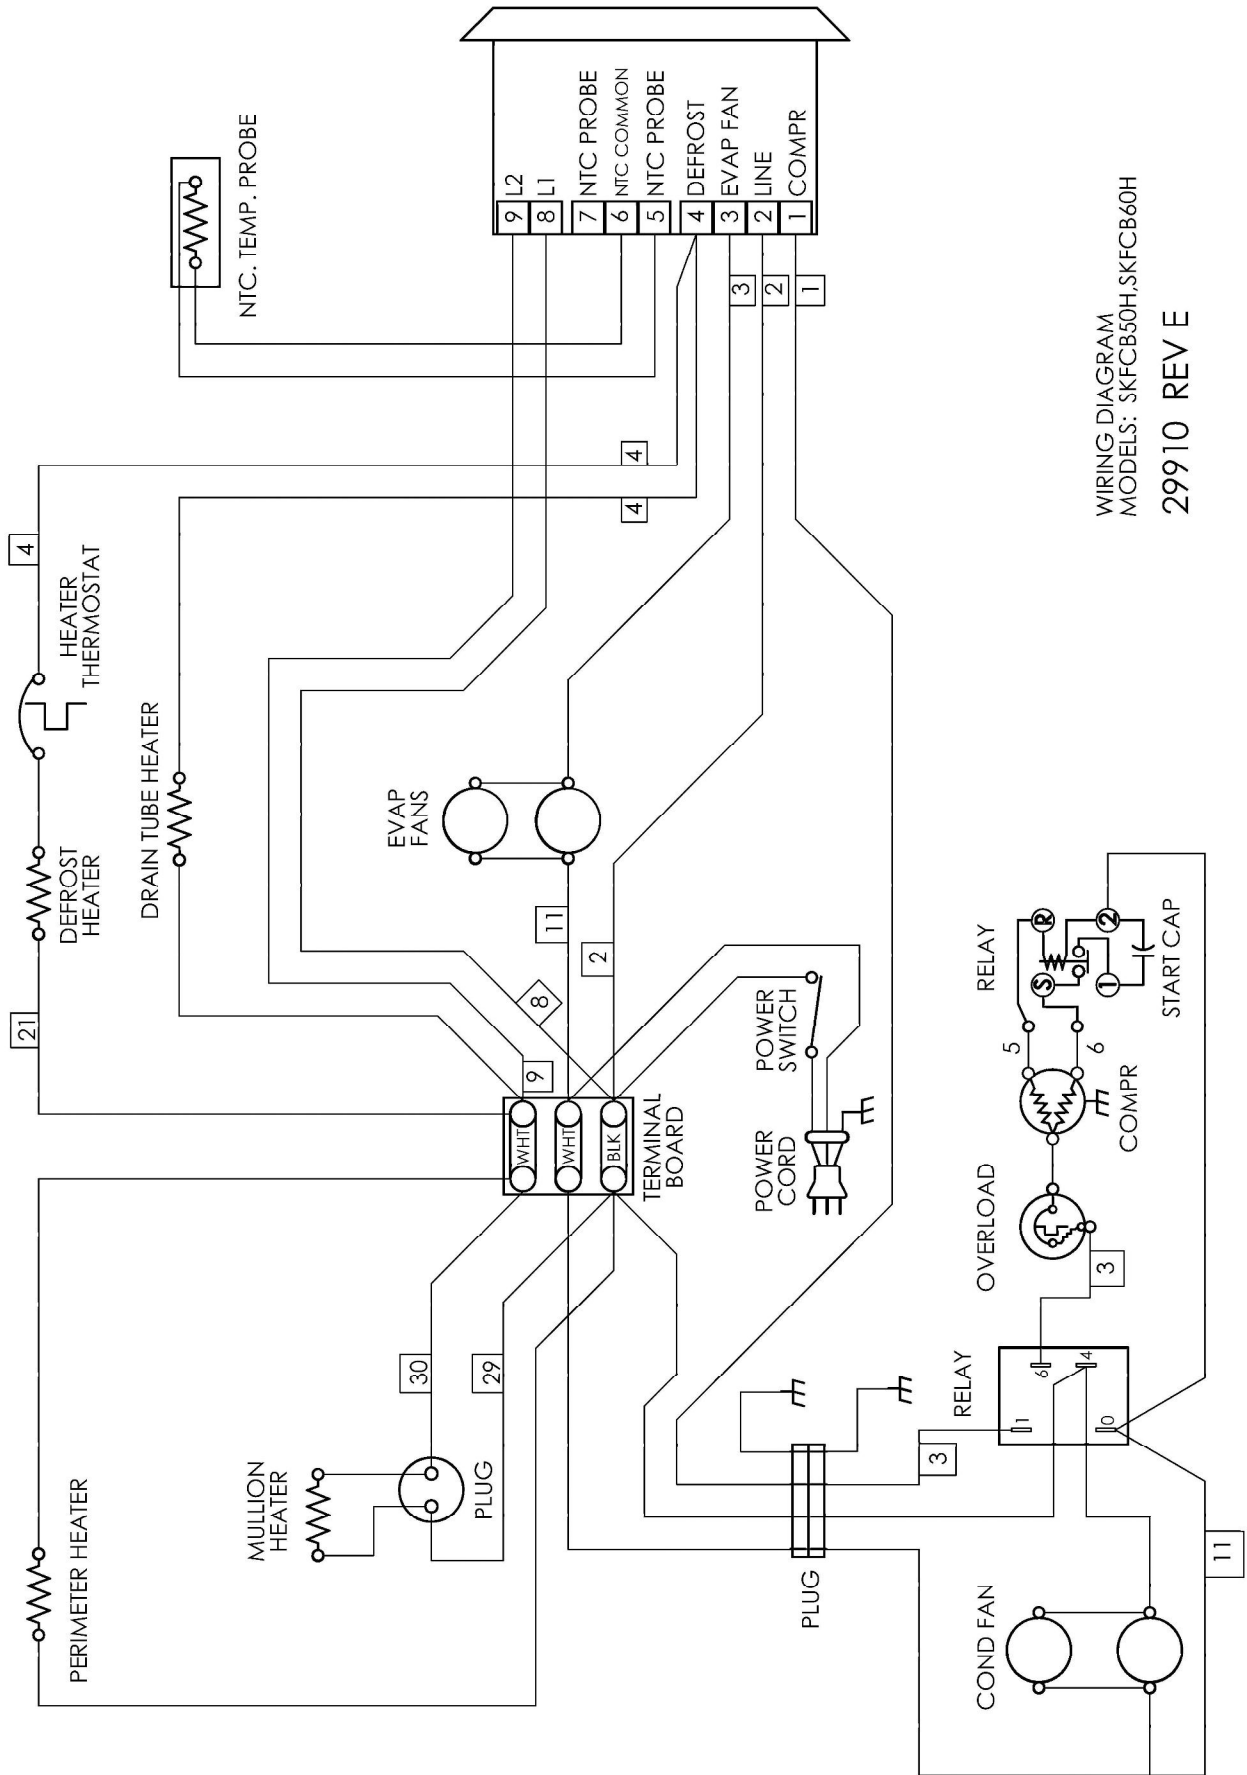 NTC. TEMP. PROBE
9 L2
8 L1
7 NTC PROBE
6 NTC COMMON
5 NTC PROBE
4 DEFROST
3 EVAP FAN
2 LINE
1 COMPR
3
2
1
4
4
4
HEATER
THERMOSTAT
DRAIN TUBE HEATER
DEFROST
HEATER
21
EVAP
FANS
11
2
8
9
WHT
WHT
BLK
TERMINAL
BOARD
POWER
SWITCH
POWER
CORD
PERIMETER HEATER
MULLION
HEATER
30
29
PLUG
PLUG
RELAY
R
S
2
1
START CAP
5
6
COMPR
OVERLOAD
3
RELAY
6
4
1
0
3
COND FAN
11
WIRING DIAGRAM
MODELS: SKFCB50H,SKFCB60H
29910 REV E